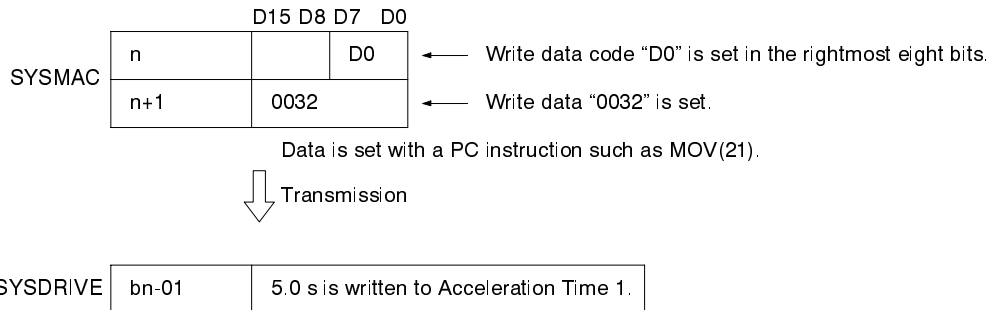 D15 D8 D7 D0
n D0 Write data code “D0” is set in the rightmost eight bits.
SYSMAC
n+1 0032 Write data “0032” is set.
Data is set with a PC instruction such as MOV(21).
Transmission
SYSDRIVE bn-01 5.0 s is written to Acceleration Time 1.